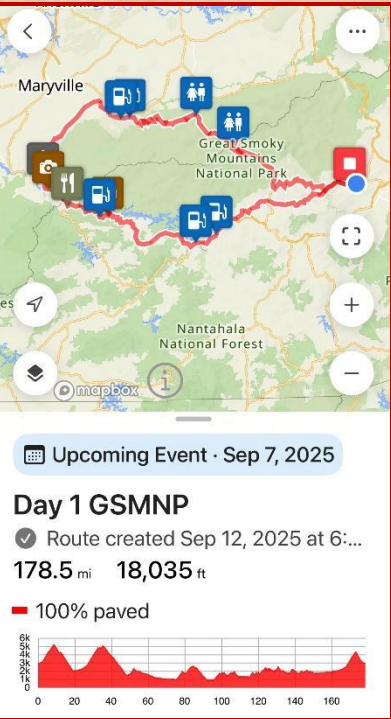 Maryville
Great Smoky
Mountains
National Park
es
Nantahala
National Forest
mapbox
i
Upcoming Event · Sep 7, 2025
Day 1 GSMNP
Route created Sep 12, 2025 at 6:...
178.5 mi 18,035 ft
100% paved
6k
5k
4k
3k
2k
1k
0
0 20 40 60 80 100 120 140 160